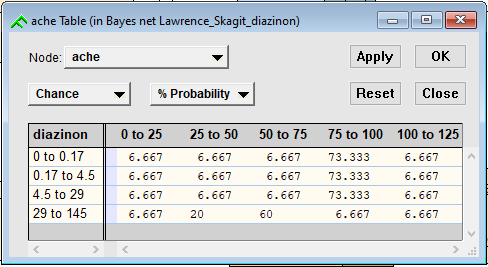 ache Table (in Bayes net Lawrence_Skagit_diazinon)
Node: ache Apply OK
Chance % Probability Reset Close
diazinon 0 to 25 25 to 50 50 to 75 75 to 100 100 to 125
0 to 0.17 6.667 6.667 6.667 73.333 6.667
0.17 to 4.5 6.667 6.667 6.667 73.333 6.667
4.5 to 29 6.667 6.667 6.667 73.333 6.667
29 to 145 6.667 20 60 6.667 6.667